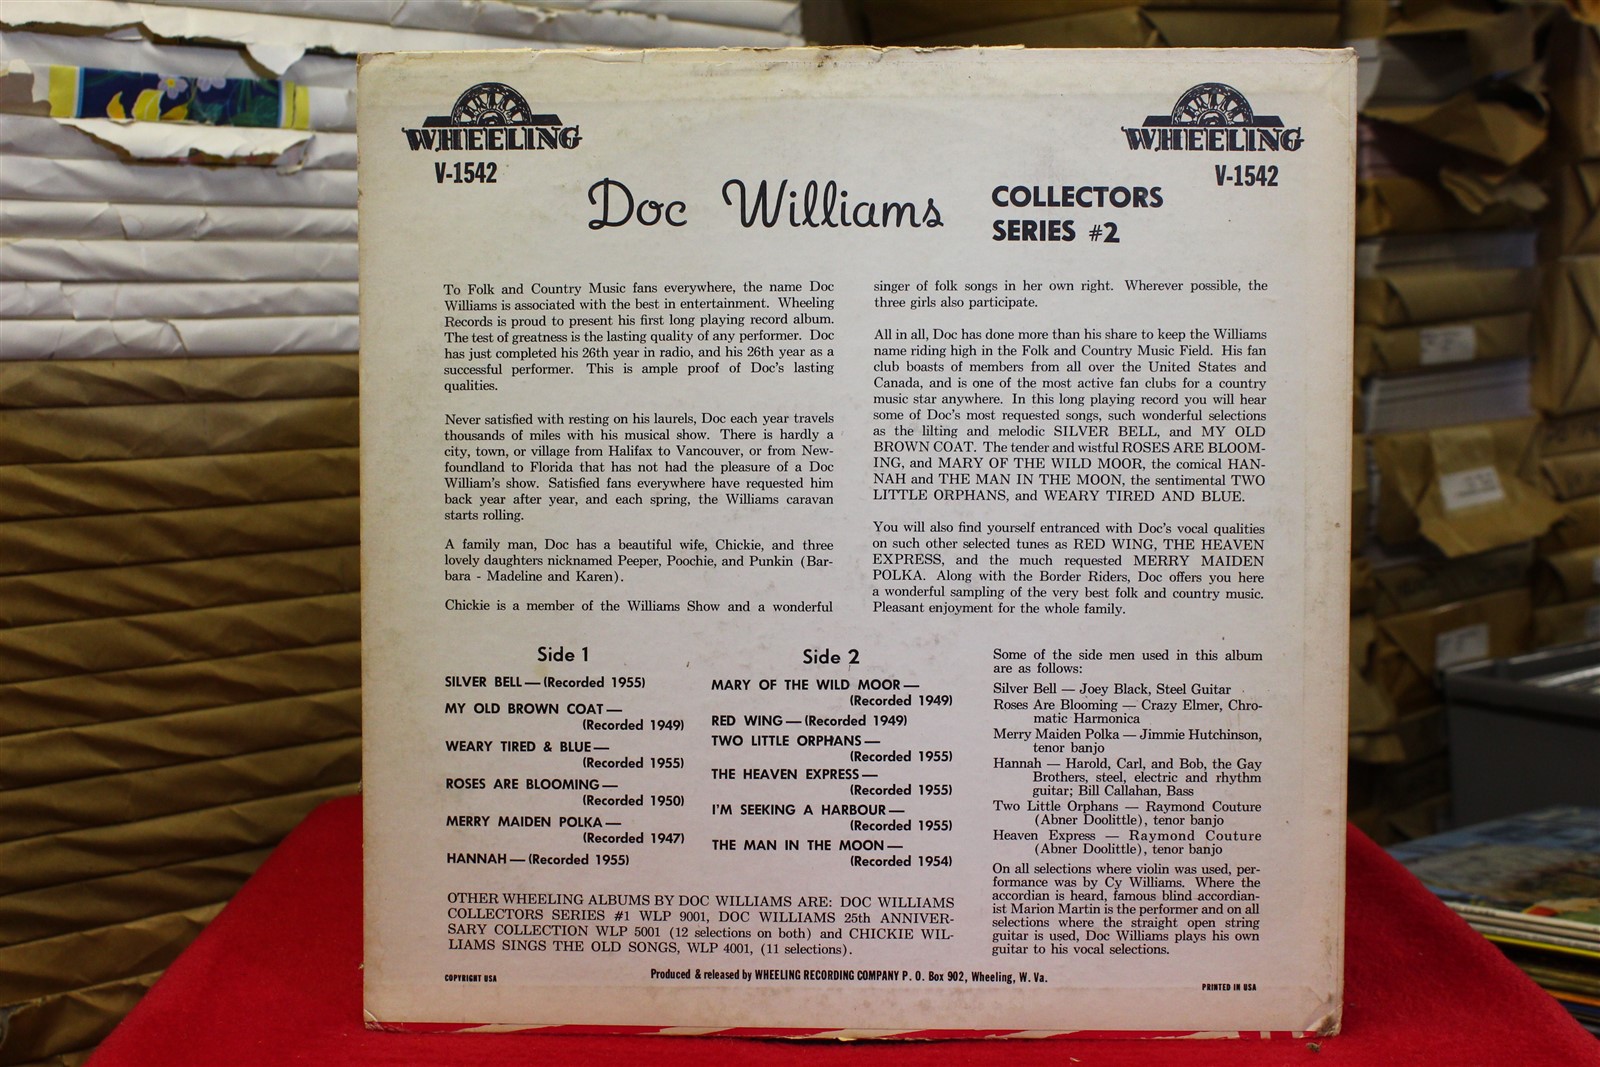 WHEELING
V-1542
WHEELING
V-1542
Doc Williams
COLLECTORS
SERIES #2
To Folk and Country Music fans everywhere, the name Doc
Williams is associated with the best in entertainment. Wheeling
Records is proud to present his first long playing record album.
The test of greatness is the lasting quality of any performer. Doc
has just completed his 26th year in radio, and his 26th year as a
successful performer. This is ample proof of Doc's lasting
qualities.
Never satisfied with resting on his laurels, Doc each year travels
thousands of miles with his musical show. There is hardly a
city, town, or village from Halifax to Vancouver, or from New-
foundland to Florida that has not had the pleasure of a Doc
William's show. Satisfied fans everywhere have requested him
back year after year, and each spring, the Williams caravan
starts rolling.
A family man, Doc has a beautiful wife, Chickie, and three
lovely daughters nicknamed Peeper, Poochie, and Punkin (Bar-
bara - Madeline and Karen).
Chickie is a member of the Williams Show and a wonderful
singer of folk songs in her own right. Wherever possible, the
three girls also participate.
All in all, Doc has done more than his share to keep the Williams
name riding high in the Folk and Country Music Field. His fan
club boasts of members from all over the United States and
Canada, and is one of the most active fan clubs for a country
music star anywhere. In this long playing record you will hear
some of Doc's most requested songs, such wonderful selections
as the lilting and melodic SILVER BELL, and MY OLD
BROWN COAT. The tender and wistful ROSES ARE BLOOM-
ING, and MARY OF THE WILD MOOR, the comical HAN-
NAH and THE MAN IN THE MOON, the sentimental TWO
LITTLE ORPHANS, and WEARY TIRED AND BLUE.
You will also find yourself entranced with Doc's vocal qualities
on such other selected tunes as RED WING, THE HEAVEN
EXPRESS, and the much requested MERRY MAIDEN
POLKA. Along with the Border Riders, Doc offers you here
a wonderful sampling of the very best folk and country music.
Pleasant enjoyment for the whole family.
Side 1
SILVER BELL — (Recorded 1955)
MY OLD BROWN COAT —
(Recorded 1949)
WEARY TIRED & BLUE —
(Recorded 1955)
ROSES ARE BLOOMING —
(Recorded 1950)
MERRY MAIDEN POLKA —
(Recorded 1947)
HANNAH — (Recorded 1955)
Side 2
MARY OF THE WILD MOOR —
(Recorded 1949)
RED WING — (Recorded 1949)
TWO LITTLE ORPHANS —
(Recorded 1955)
THE HEAVEN EXPRESS —
(Recorded 1955)
I'M SEEKING A HARBOUR —
(Recorded 1955)
THE MAN IN THE MOON —
(Recorded 1954)
Some of the side men used in this album
are as follows:
Silver Bell — Joey Black, Steel Guitar
Roses Are Blooming — Crazy Elmer, Chro-
matic Harmonica
Merry Maiden Polka — Jimmie Hutchinson,
tenor banjo
Hannah — Harold, Carl, and Bob, the Gay
Brothers, steel, electric and rhythm
guitar; Bill Callahan, Bass
Two Little Orphans — Raymond Couture
(Abner Doolittle), tenor banjo
Heaven Express — Raymond Couture
(Abner Doolittle), tenor banjo
On all selections where violin was used, per-
formance was by Cy Williams. Where the
accordian is heard, famous blind accordian-
ist Marion Martin is the performer and on all
selections where the straight open string
guitar is used, Doc Williams plays his own
guitar to his vocal selections.
OTHER WHEELING ALBUMS BY DOC WILLIAMS ARE: DOC WILLIAMS
COLLECTORS SERIES #1 WLP 9001, DOC WILLIAMS 25th ANNIVER-
SARY COLLECTION WLP 5001 (12 selections on both) and CHICKIE WIL-
LIAMS SINGS THE OLD SONGS, WLP 4001, (11 selections).
COPYRIGHT USA
Produced & released by WHEELING RECORDING COMPANY P. O. Box 902, Wheeling, W. Va.
PRINTED IN USA